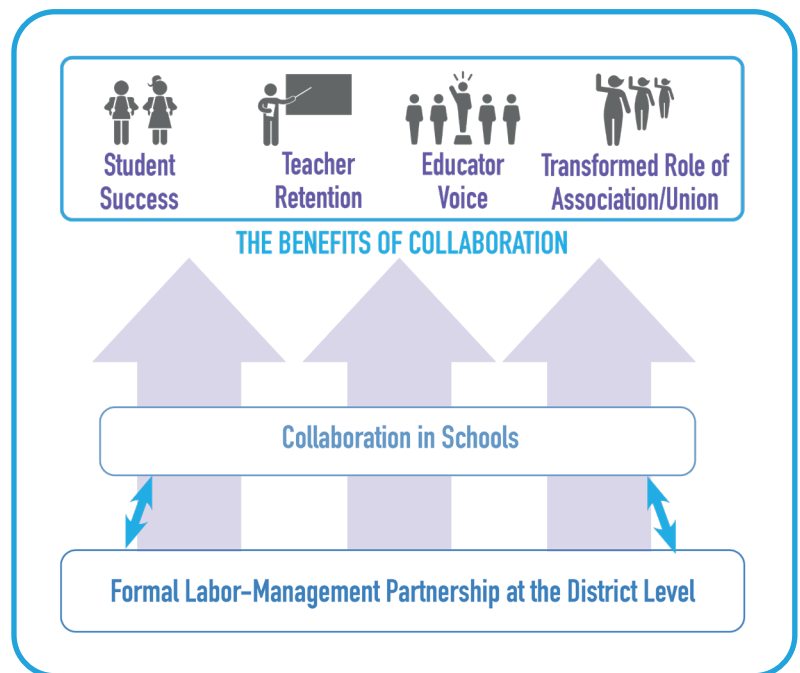 Student
Success
Teacher
Retention
Educator
Voice
Transformed Role of
Association/Union
THE BENEFITS OF COLLABORATION
Collaboration in Schools
Formal Labor-Management Partnership at the District Level